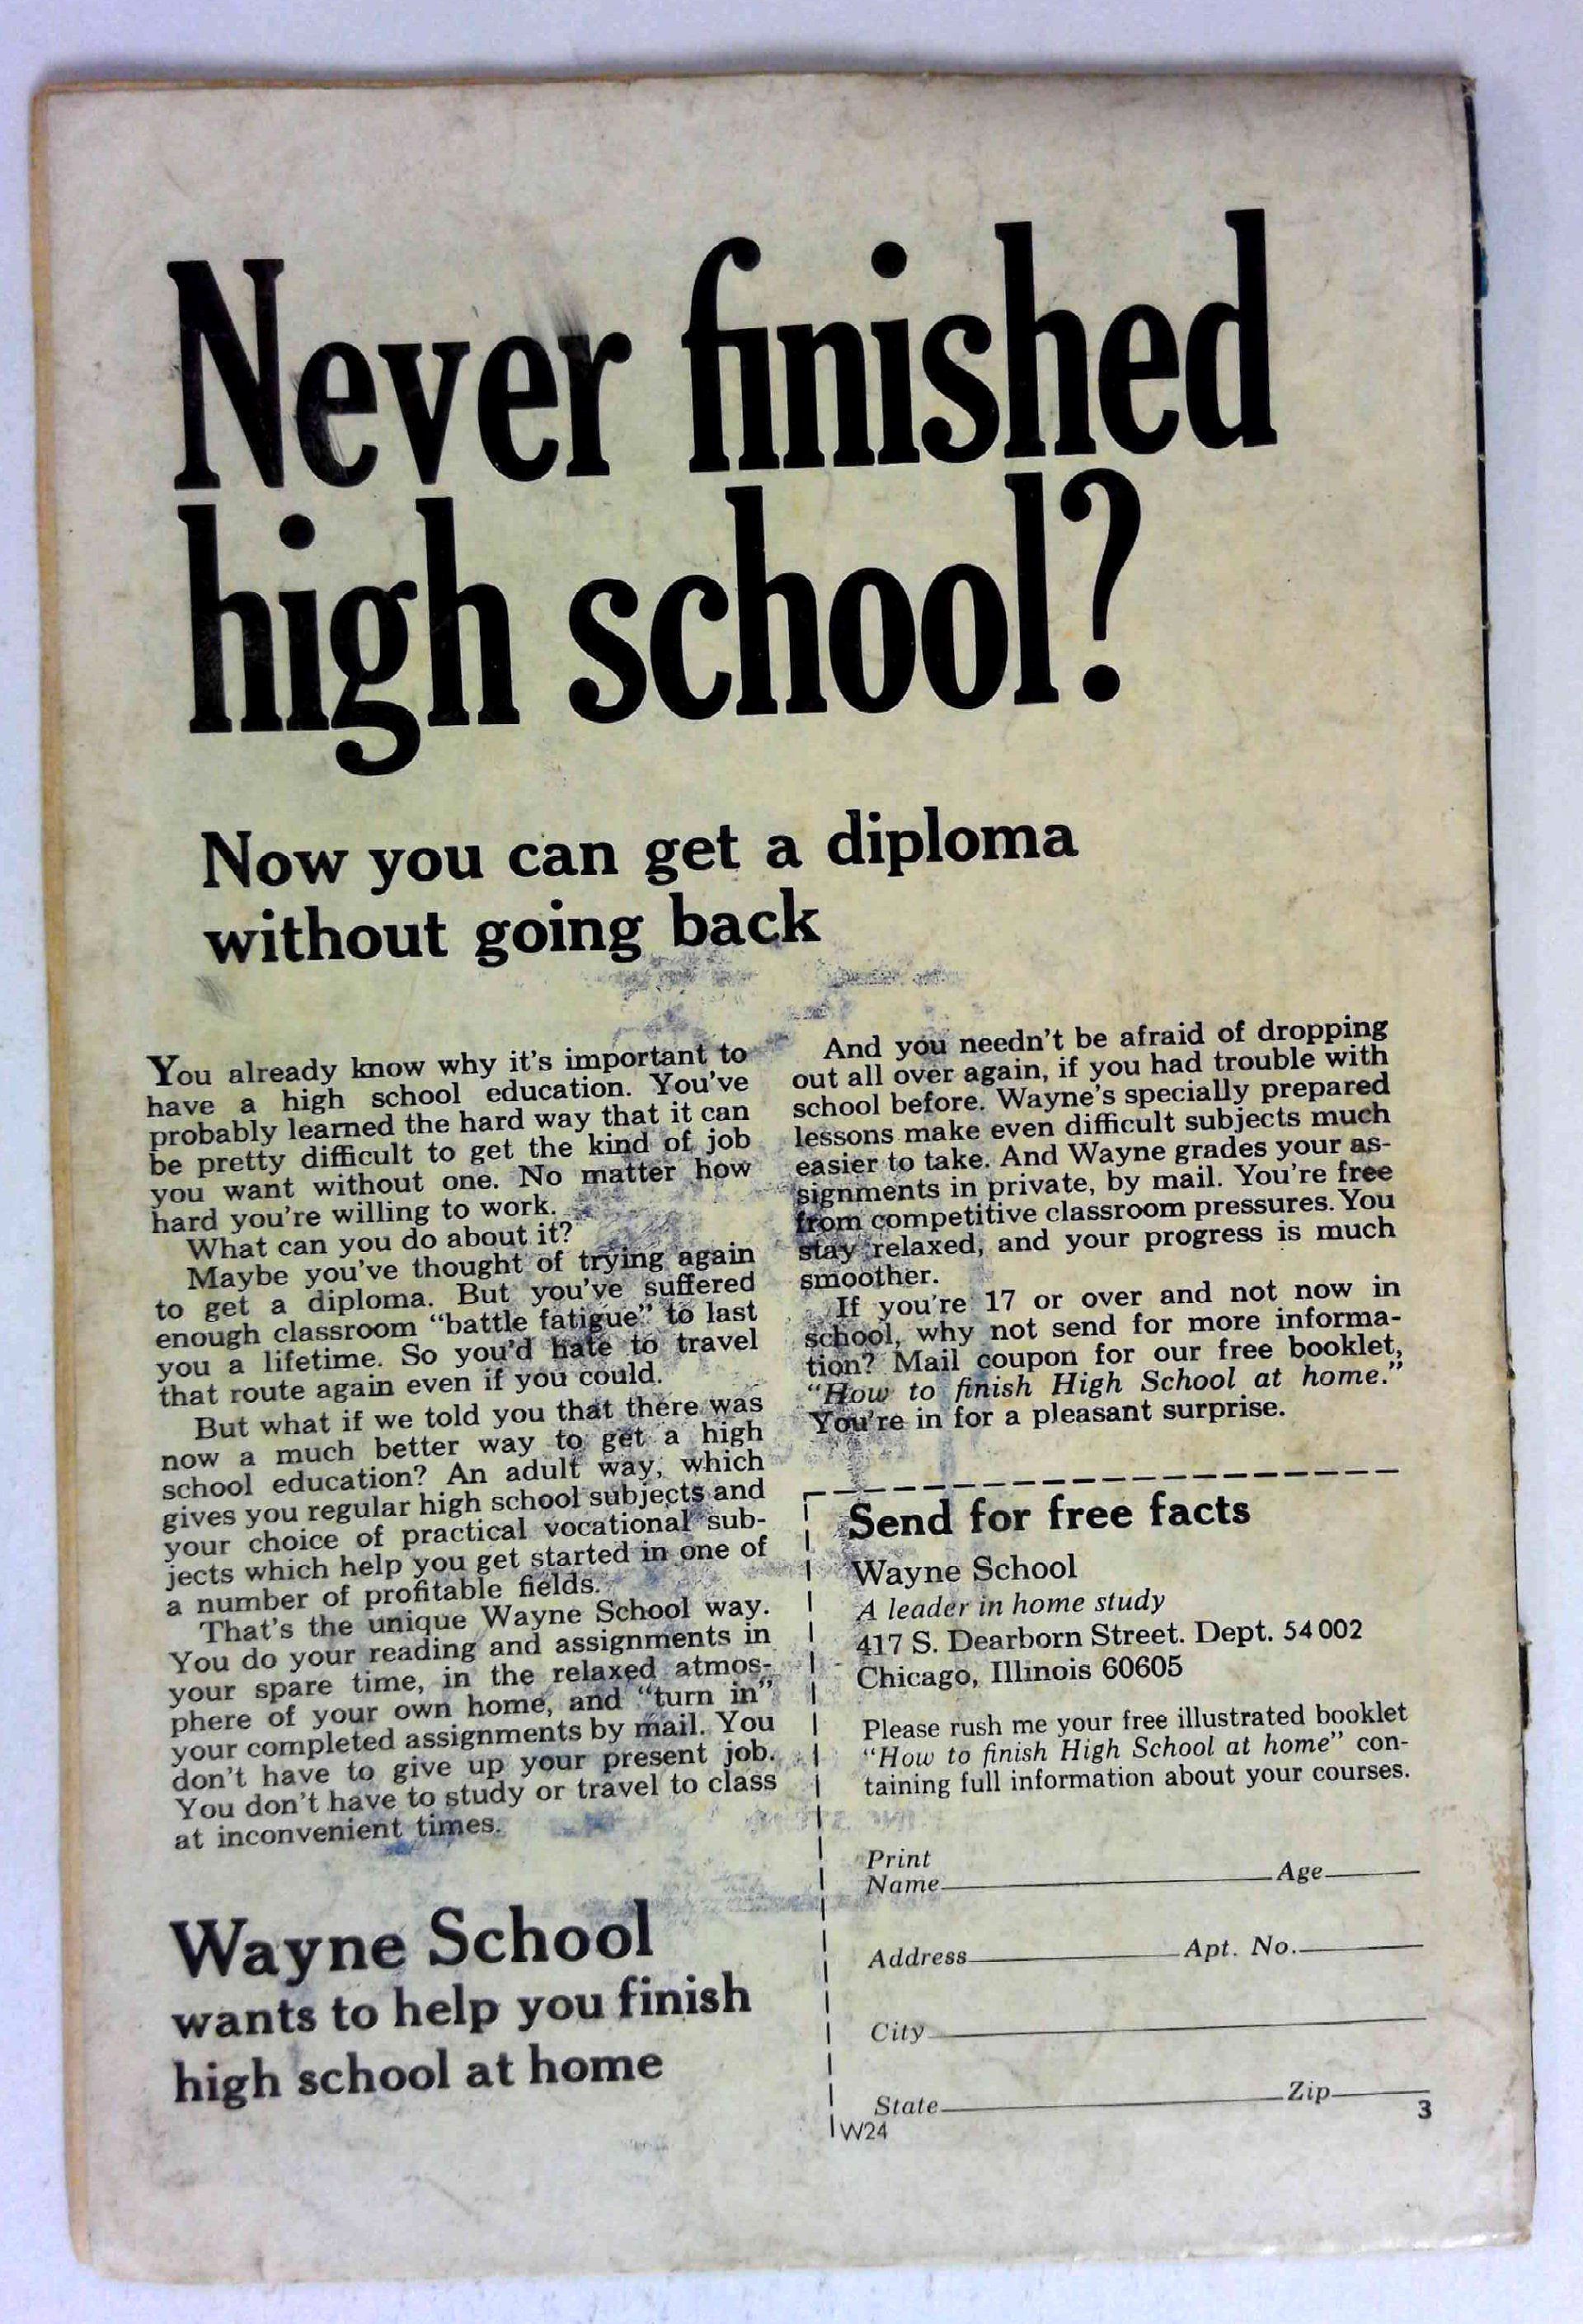 Never finished
high school?
Now you can get a diploma
without going back
You already know why it's important to
have a high school education. You've
probably learned the hard way that it can
be pretty difficult to get the kind of job
you want without one. No matter how
hard you're willing to work.
What can you do about it?
Maybe you've thought of trying again
to get a diploma. But you've suffered
enough classroom “battle fatigue” to last
you a lifetime. So you'd hate to travel
that route again even if you could.
But what if we told you that there was
now a much better way to get a high
school education? An adult way, which
gives you regular high school subjects and
your choice of practical vocational sub-
jects which help you get started in one of
a number of profitable fields.
That's the unique Wayne School way.
You do your reading and assignments in
your spare time, in the relaxed atmos-
phere of your own home, and “turn in”
your completed assignments by mail. You
don't have to give up your present job.
You don't have to study or travel to class
at inconvenient times.
Wayne School
wants to help you finish
high school at home
And you needn't be afraid of dropping
out all over again, if you had trouble with
school before. Wayne's specially prepared
lessons make even difficult subjects much
easier to take. And Wayne grades your as-
signments in private, by mail. You're free
from competitive classroom pressures. You
stay relaxed, and your progress is much
smoother.
If you're 17 or over and not now in
school, why not send for more informa-
tion? Mail coupon for our free booklet,
“How to finish High School at home.”
You're in for a pleasant surprise.
Send for free facts
Wayne School
A leader in home study
417 S. Dearborn Street. Dept. 54 002
Chicago, Illinois 60605
Please rush me your free illustrated booklet
“How to finish High School at home” con-
taining full information about your courses.
Print
Name Age
Address Apt. No.
City
State Zip
W24 3